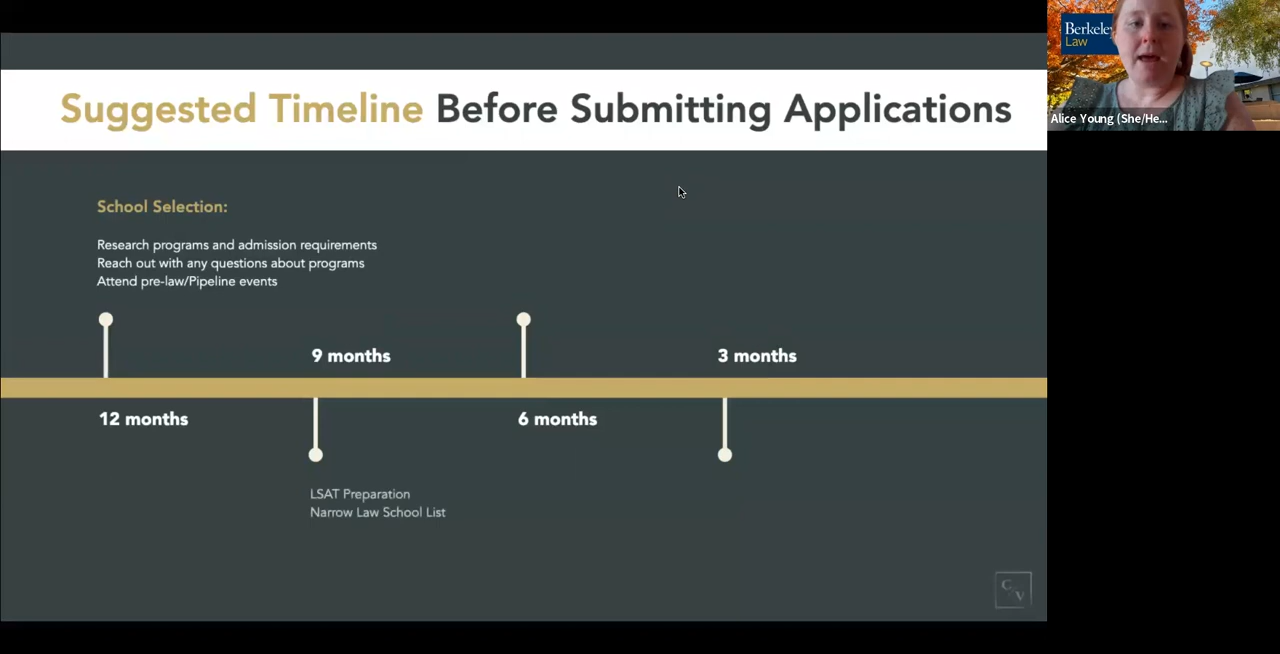 Suggested Timeline Before Submitting Applications
Berkeley
Law
Alice Young (She/He...
School Selection:
Research programs and admission requirements
Reach out with any questions about programs
Attend pre-law/Pipeline events
9 months
3 months
12 months
6 months
LSAT Preparation
Narrow Law School List
C
V